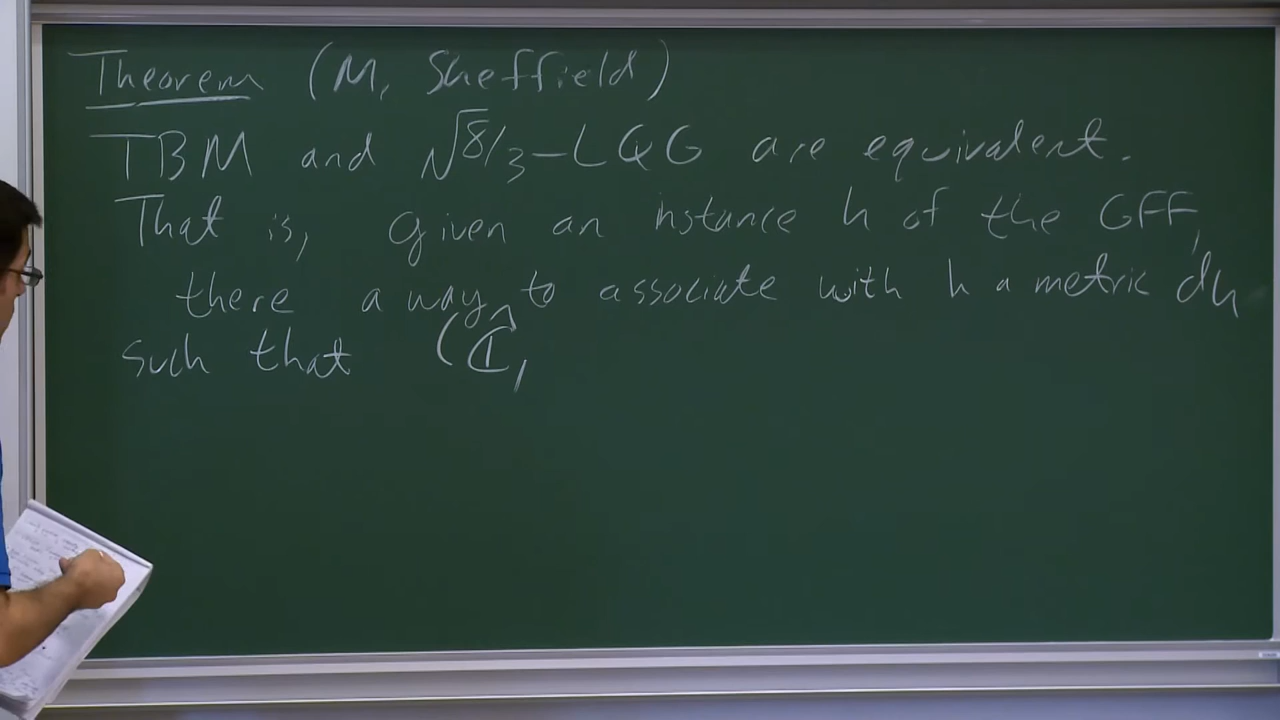 Theorem (M, Sheffield)
TBM and √8/3-LQG are equivalent.
That is, given an instance h of the GFF,
there a way to associate with h a metric dh
such that (Ĉ,